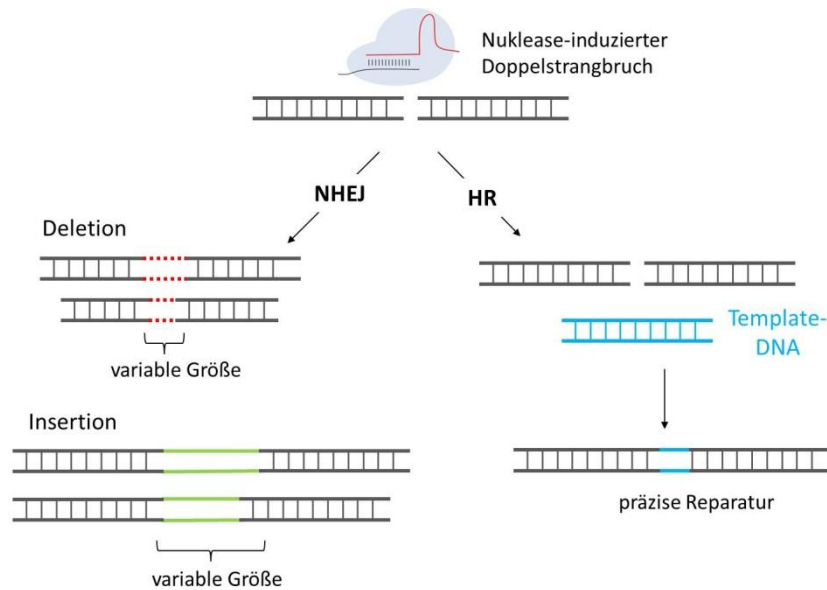 Nuklease-induzierter
Doppelstrangbruch
NHEJ
HR
Deletion
variable Größe
Insertion
variable Größe
Template-
DNA
präzise Reparatur